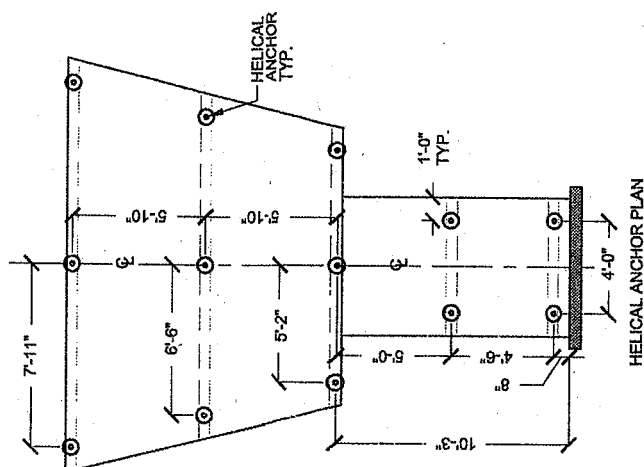 HELICAL
ANCHOR
TYP.
5'-10"
5'-10"
℄
7'-11"
6'-6"
5'-2"
1'-0"
TYP.
℄
5'-0"
4'-6"
8"
10'-3"
4'-0"
HELICAL ANCHOR PLAN